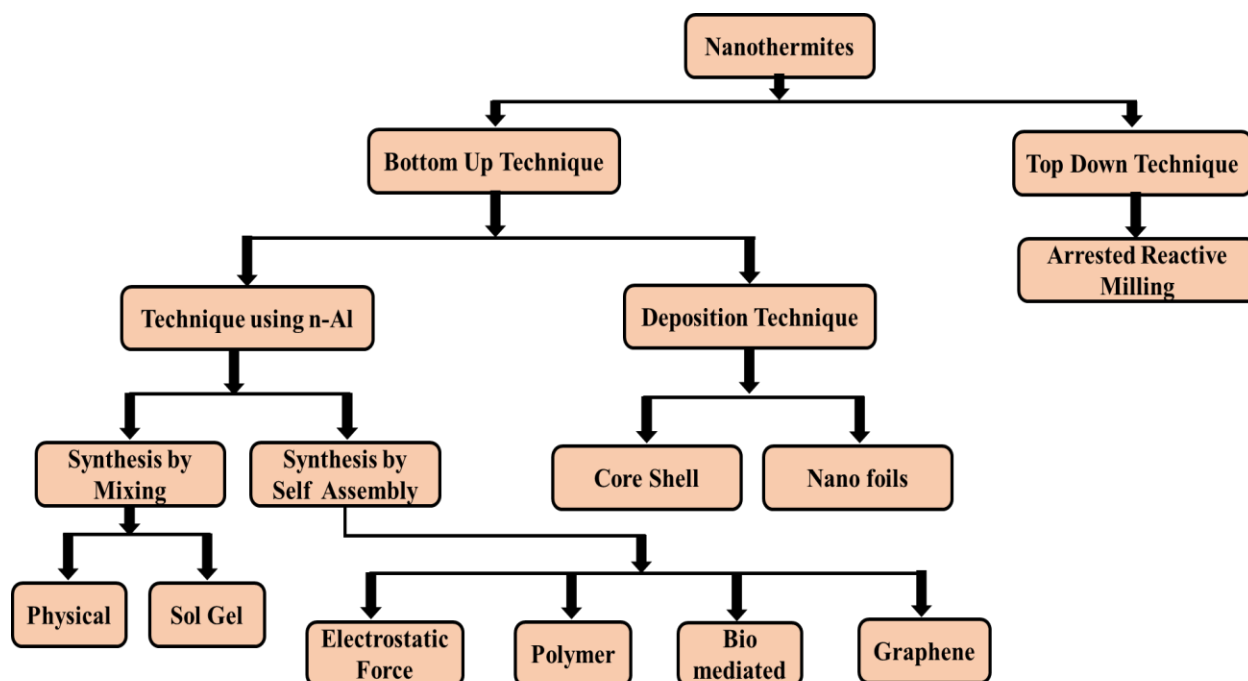 Nanothermites
Bottom Up Technique
Top Down Technique
Arrested Reactive
Milling
Technique using n-Al
Deposition Technique
Synthesis by
Mixing
Synthesis by
Self Assembly
Core Shell
Nano foils
Physical
Sol Gel
Electrostatic
Force
Polymer
Bio
mediated
Graphene